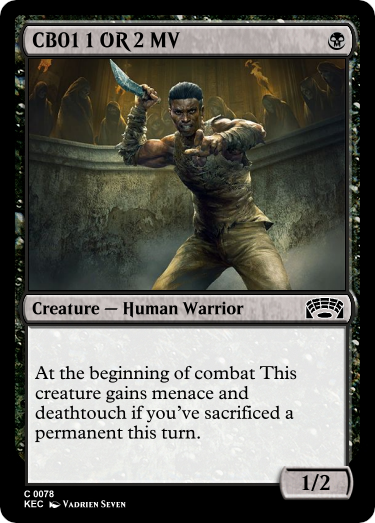 CB01 1 OR 2 MV
Creature — Human Warrior
At the beginning of combat This
creature gains menace and
deathtouch if you've sacrificed a
permanent this turn.
1/2
C 0078
KEC Vadrien Seven